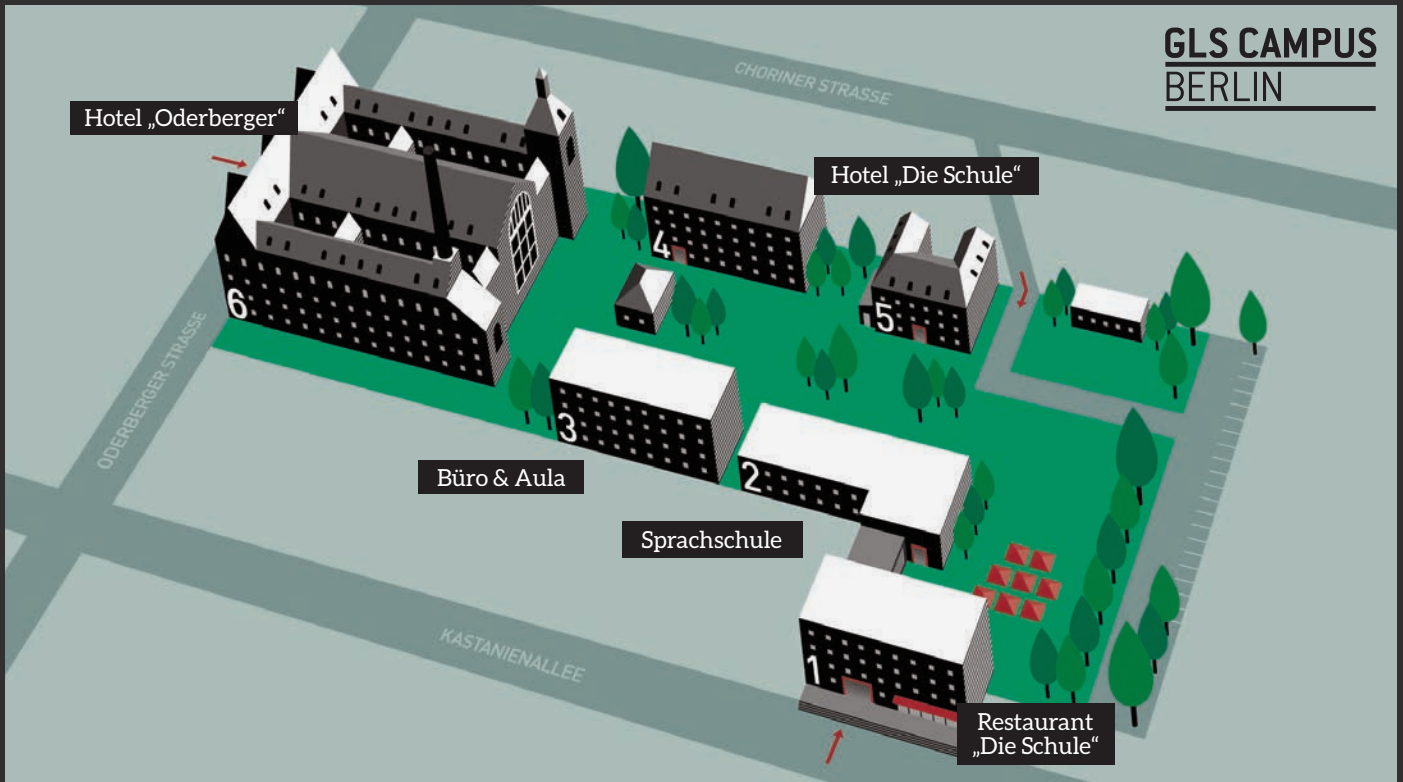 GLS CAMPUS
BERLIN
CHORINER STRASSE
Hotel „Oderberger“
Hotel „Die Schule“
4
5
6
ODERBERGER STRASSE
3
Büro & Aula
2
Sprachschule
KASTANIENALLEE
1
Restaurant
„Die Schule“